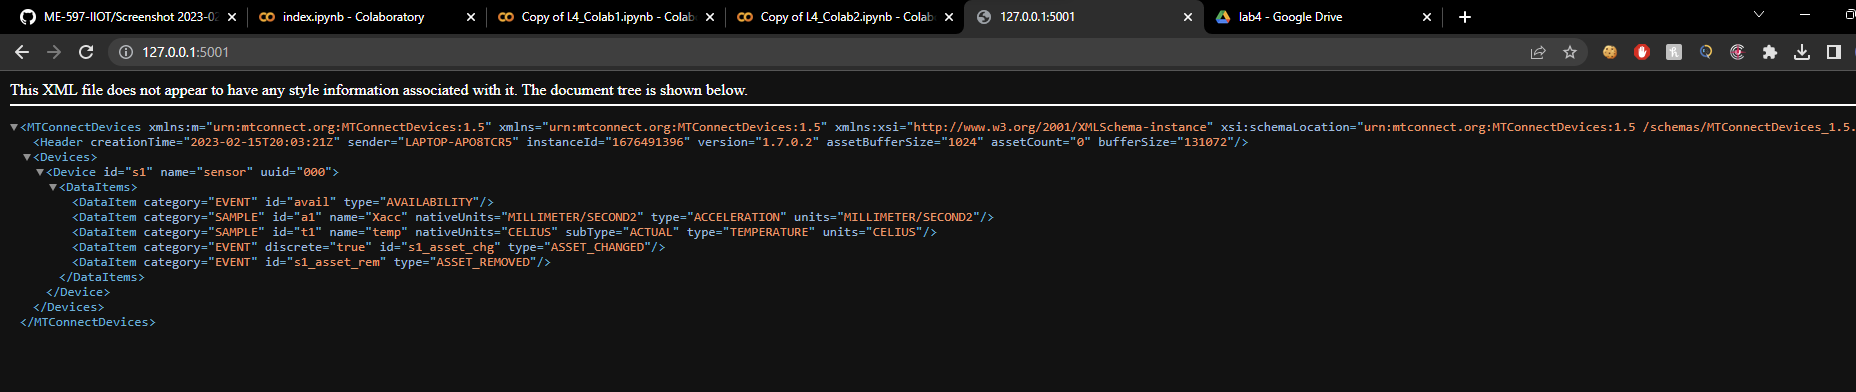 ME-597-IIOT/Screenshot 2023-02
index.ipynb - Colaboratory
Copy of L4_Colab1.ipynb - Colab
Copy of L4_Colab2.ipynb - Colab
127.0.0.1:5001
lab4 - Google Drive
127.0.0.1:5001
This XML file does not appear to have any style information associated with it. The document tree is shown below.
<MTConnectDevices xmlns:m="urn:mtconnect.org:MTConnectDevices:1.5" xmlns="urn:mtconnect.org:MTConnectDevices:1.5" xmlns:xsi="http://www.w3.org/2001/XMLSchema-instance" xsi:schemaLocation="urn:mtconnect.org:MTConnectDevices:1.5 /schemas/MTConnectDevices_1.5.
<Header creationTime="2023-02-15T20:03:21Z" sender="LAPTOP-APO8TCR5" instanceId="1676491396" version="1.7.0.2" assetBufferSize="1024" assetCount="0" bufferSize="131072"/>
<Devices>
<Device id="s1" name="sensor" uuid="000">
<DataItems>
<DataItem category="EVENT" id="avail" type="AVAILABILITY"/>
<DataItem category="SAMPLE" id="a1" name="Xacc" nativeUnits="MILLIMETER/SECOND2" type="ACCELERATION" units="MILLIMETER/SECOND2"/>
<DataItem category="SAMPLE" id="t1" name="temp" nativeUnits="CELIUS" subType="ACTUAL" type="TEMPERATURE" units="CELIUS"/>
<DataItem category="EVENT" discrete="true" id="s1_asset_chg" type="ASSET_CHANGED"/>
<DataItem category="EVENT" id="s1_asset_rem" type="ASSET_REMOVED"/>
</DataItems>
</Device>
</Devices>
</MTConnectDevices>